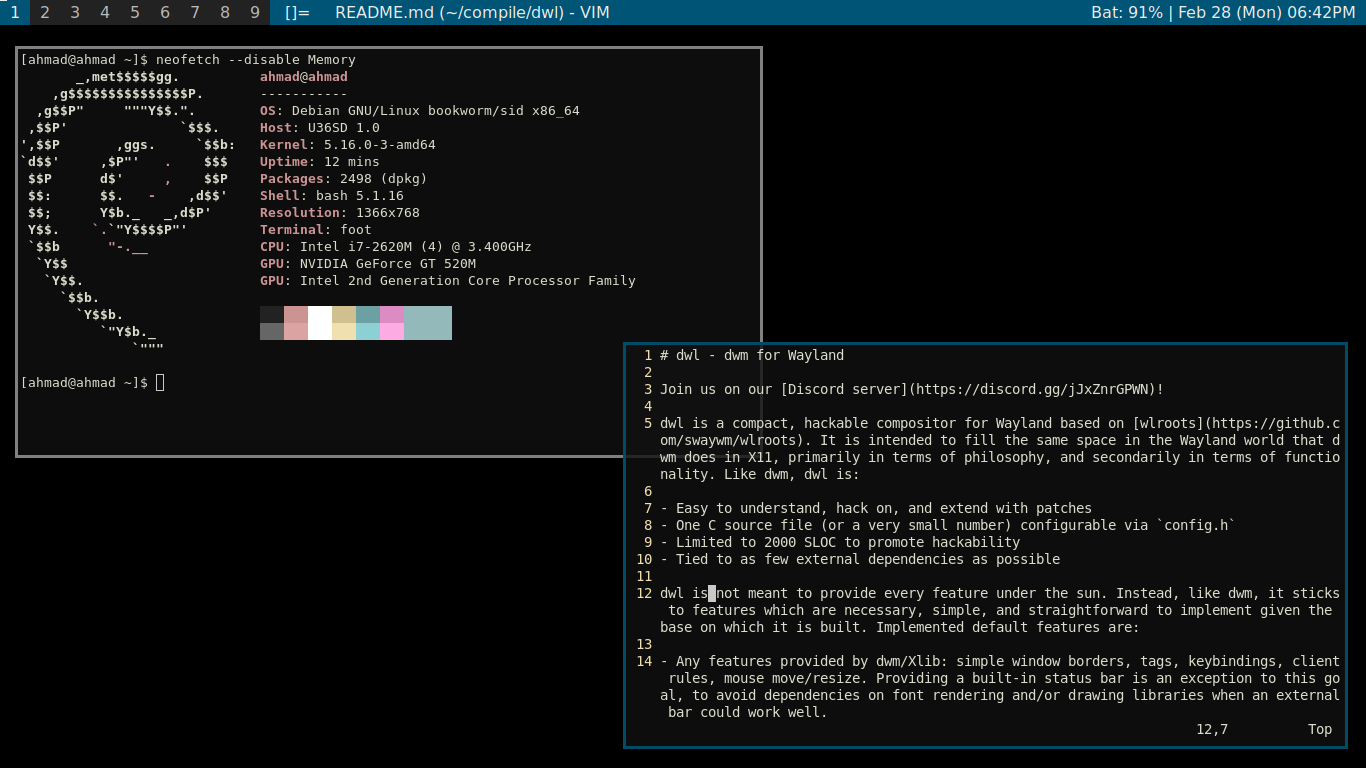 1 2 3 4 5 6 7 8 9 []= README.md (~/compile/dwl) - VIM Bat: 91% | Feb 28 (Mon) 06:42PM
[ahmad@ahmad ~]$ neofetch --disable Memory
       _,met$$$$$gg.          ahmad@ahmad
    ,g$$$$$$$$$$$$$$$P.       -----------
  ,g$$P"     """Y$$.".        OS: Debian GNU/Linux bookworm/sid x86_64
 ,$$P'              `$$$.     Host: U36SD 1.0
',$$P       ,ggs.     `$$b:   Kernel: 5.16.0-3-amd64
`d$$'     ,$P"'   .    $$$    Uptime: 12 mins
 $$P      d$'     ,    $$P    Packages: 2498 (dpkg)
 $$:      $$.   -    ,d$$'    Shell: bash 5.1.16
 $$;      Y$b._   _,d$P'      Resolution: 1366x768
 Y$$.    `.`"Y$$$$P"'         Terminal: foot
 `$$b      "-.__              CPU: Intel i7-2620M (4) @ 3.400GHz
  `Y$$                        GPU: NVIDIA GeForce GT 520M
   `Y$$.                      GPU: Intel 2nd Generation Core Processor Family
     `$$b.
       `Y$$b.
          `"Y$b._
              `"""
[ahmad@ahmad ~]$
1 # dwl - dwm for Wayland
2
3 Join us on our [Discord server](https://discord.gg/jJxZnrGPWN)!
4
5 dwl is a compact, hackable compositor for Wayland based on [wlroots](https://github.c
om/swaywm/wlroots). It is intended to fill the same space in the Wayland world that d
wm does in X11, primarily in terms of philosophy, and secondarily in terms of functio
nality. Like dwm, dwl is:
6
7 - Easy to understand, hack on, and extend with patches
8 - One C source file (or a very small number) configurable via `config.h`
9 - Limited to 2000 SLOC to promote hackability
10 - Tied to as few external dependencies as possible
11
12 dwl is not meant to provide every feature under the sun. Instead, like dwm, it sticks
to features which are necessary, simple, and straightforward to implement given the
base on which it is built. Implemented default features are:
13
14 - Any features provided by dwm/Xlib: simple window borders, tags, keybindings, client
rules, mouse move/resize. Providing a built-in status bar is an exception to this go
al, to avoid dependencies on font rendering and/or drawing libraries when an external
bar could work well.
12,7 Top